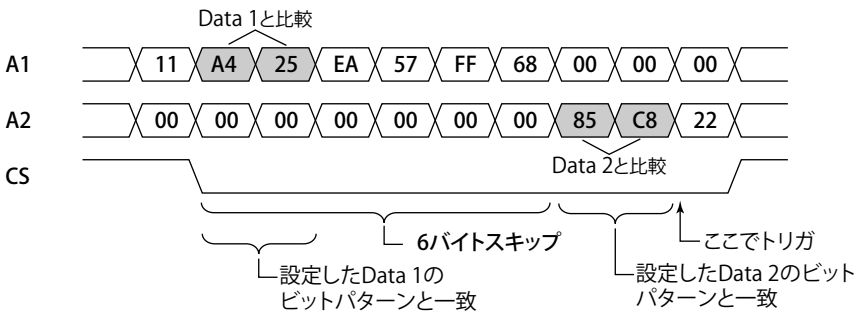 Data 1と比較
A1 11 A4 25 EA 57 FF 68 00 00 00
A2 00 00 00 00 00 00 00 85 C8 22
Data 2と比較
CS
6バイトスキップ
ここでトリガ
設定したData 1の
ビットパターンと一致
設定したData 2のビット
パターンと一致